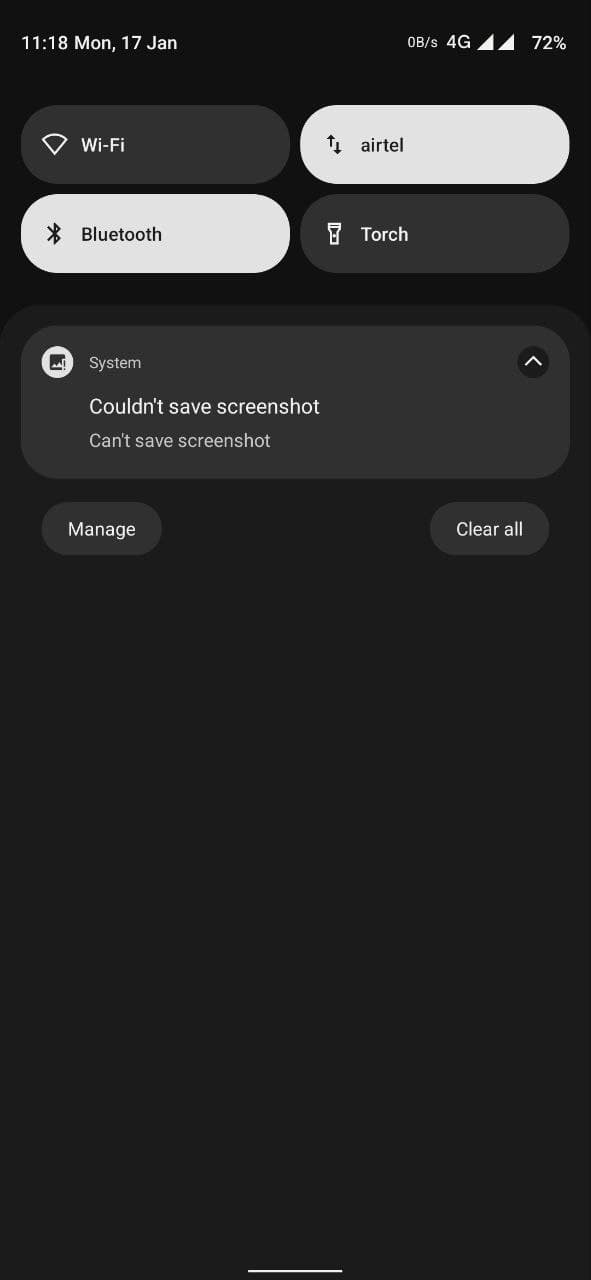 11:18 Mon, 17 Jan 0B/s 4G 72%
Wi-Fi airtel
Bluetooth Torch
System
Couldn't save screenshot
Can't save screenshot
Manage Clear all